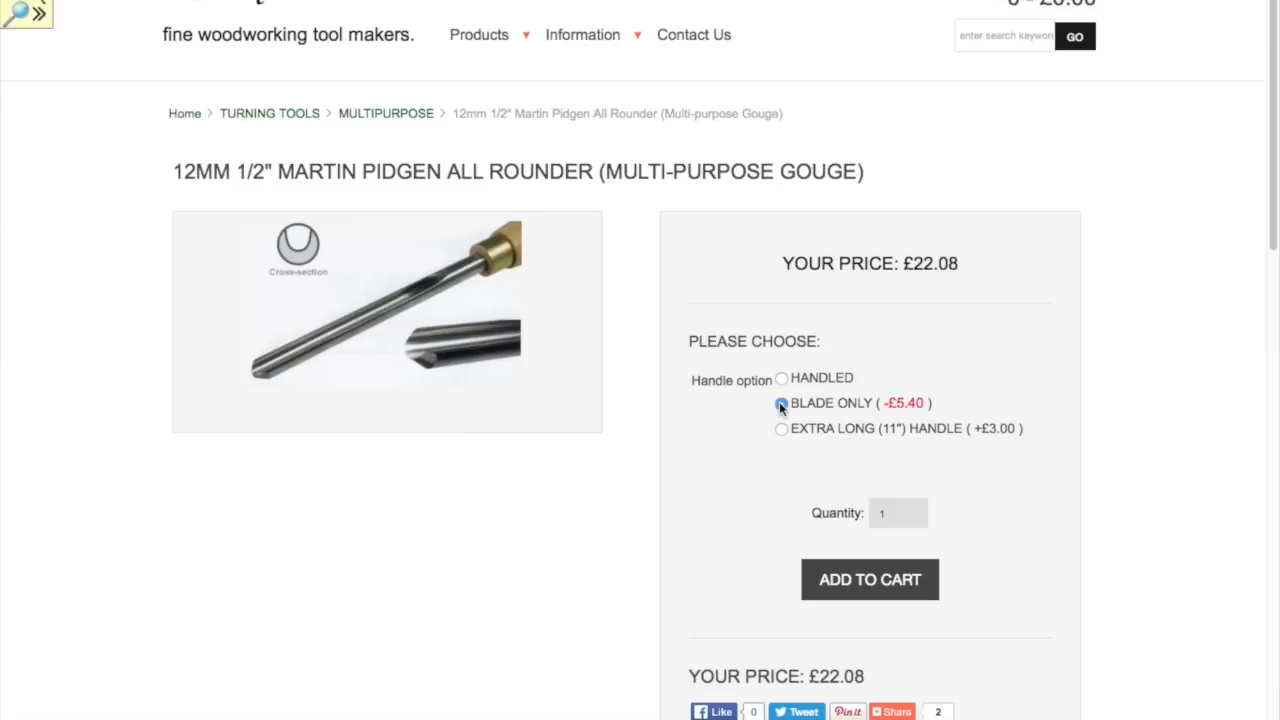 fine woodworking tool makers.
Products
Information
Contact Us
enter search keywor
GO
Home > TURNING TOOLS > MULTIPURPOSE > 12mm 1/2" Martin Pidgen All Rounder (Multi-purpose Gouge)
12MM 1/2" MARTIN PIDGEN ALL ROUNDER (MULTI-PURPOSE GOUGE)
Cross-section
YOUR PRICE: £22.08
PLEASE CHOOSE:
Handle option HANDLED
BLADE ONLY ( -£5.40 )
EXTRA LONG (11") HANDLE ( +£3.00 )
Quantity: 1
ADD TO CART
YOUR PRICE: £22.08
Like 0 Tweet Pin it Share 2